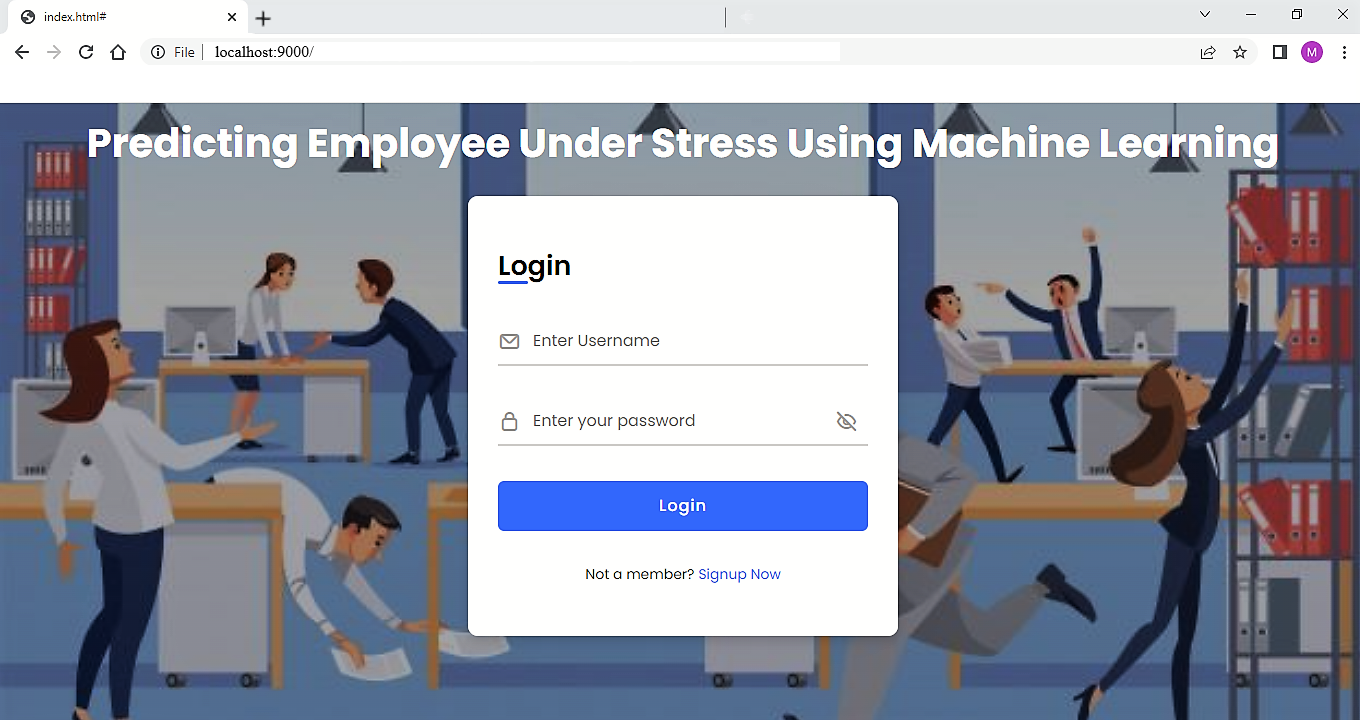 index.html#
File localhost:9000/
M
Predicting Employee Under Stress Using Machine Learning
Login
Enter Username
Enter your password
Login
Not a member? Signup Now